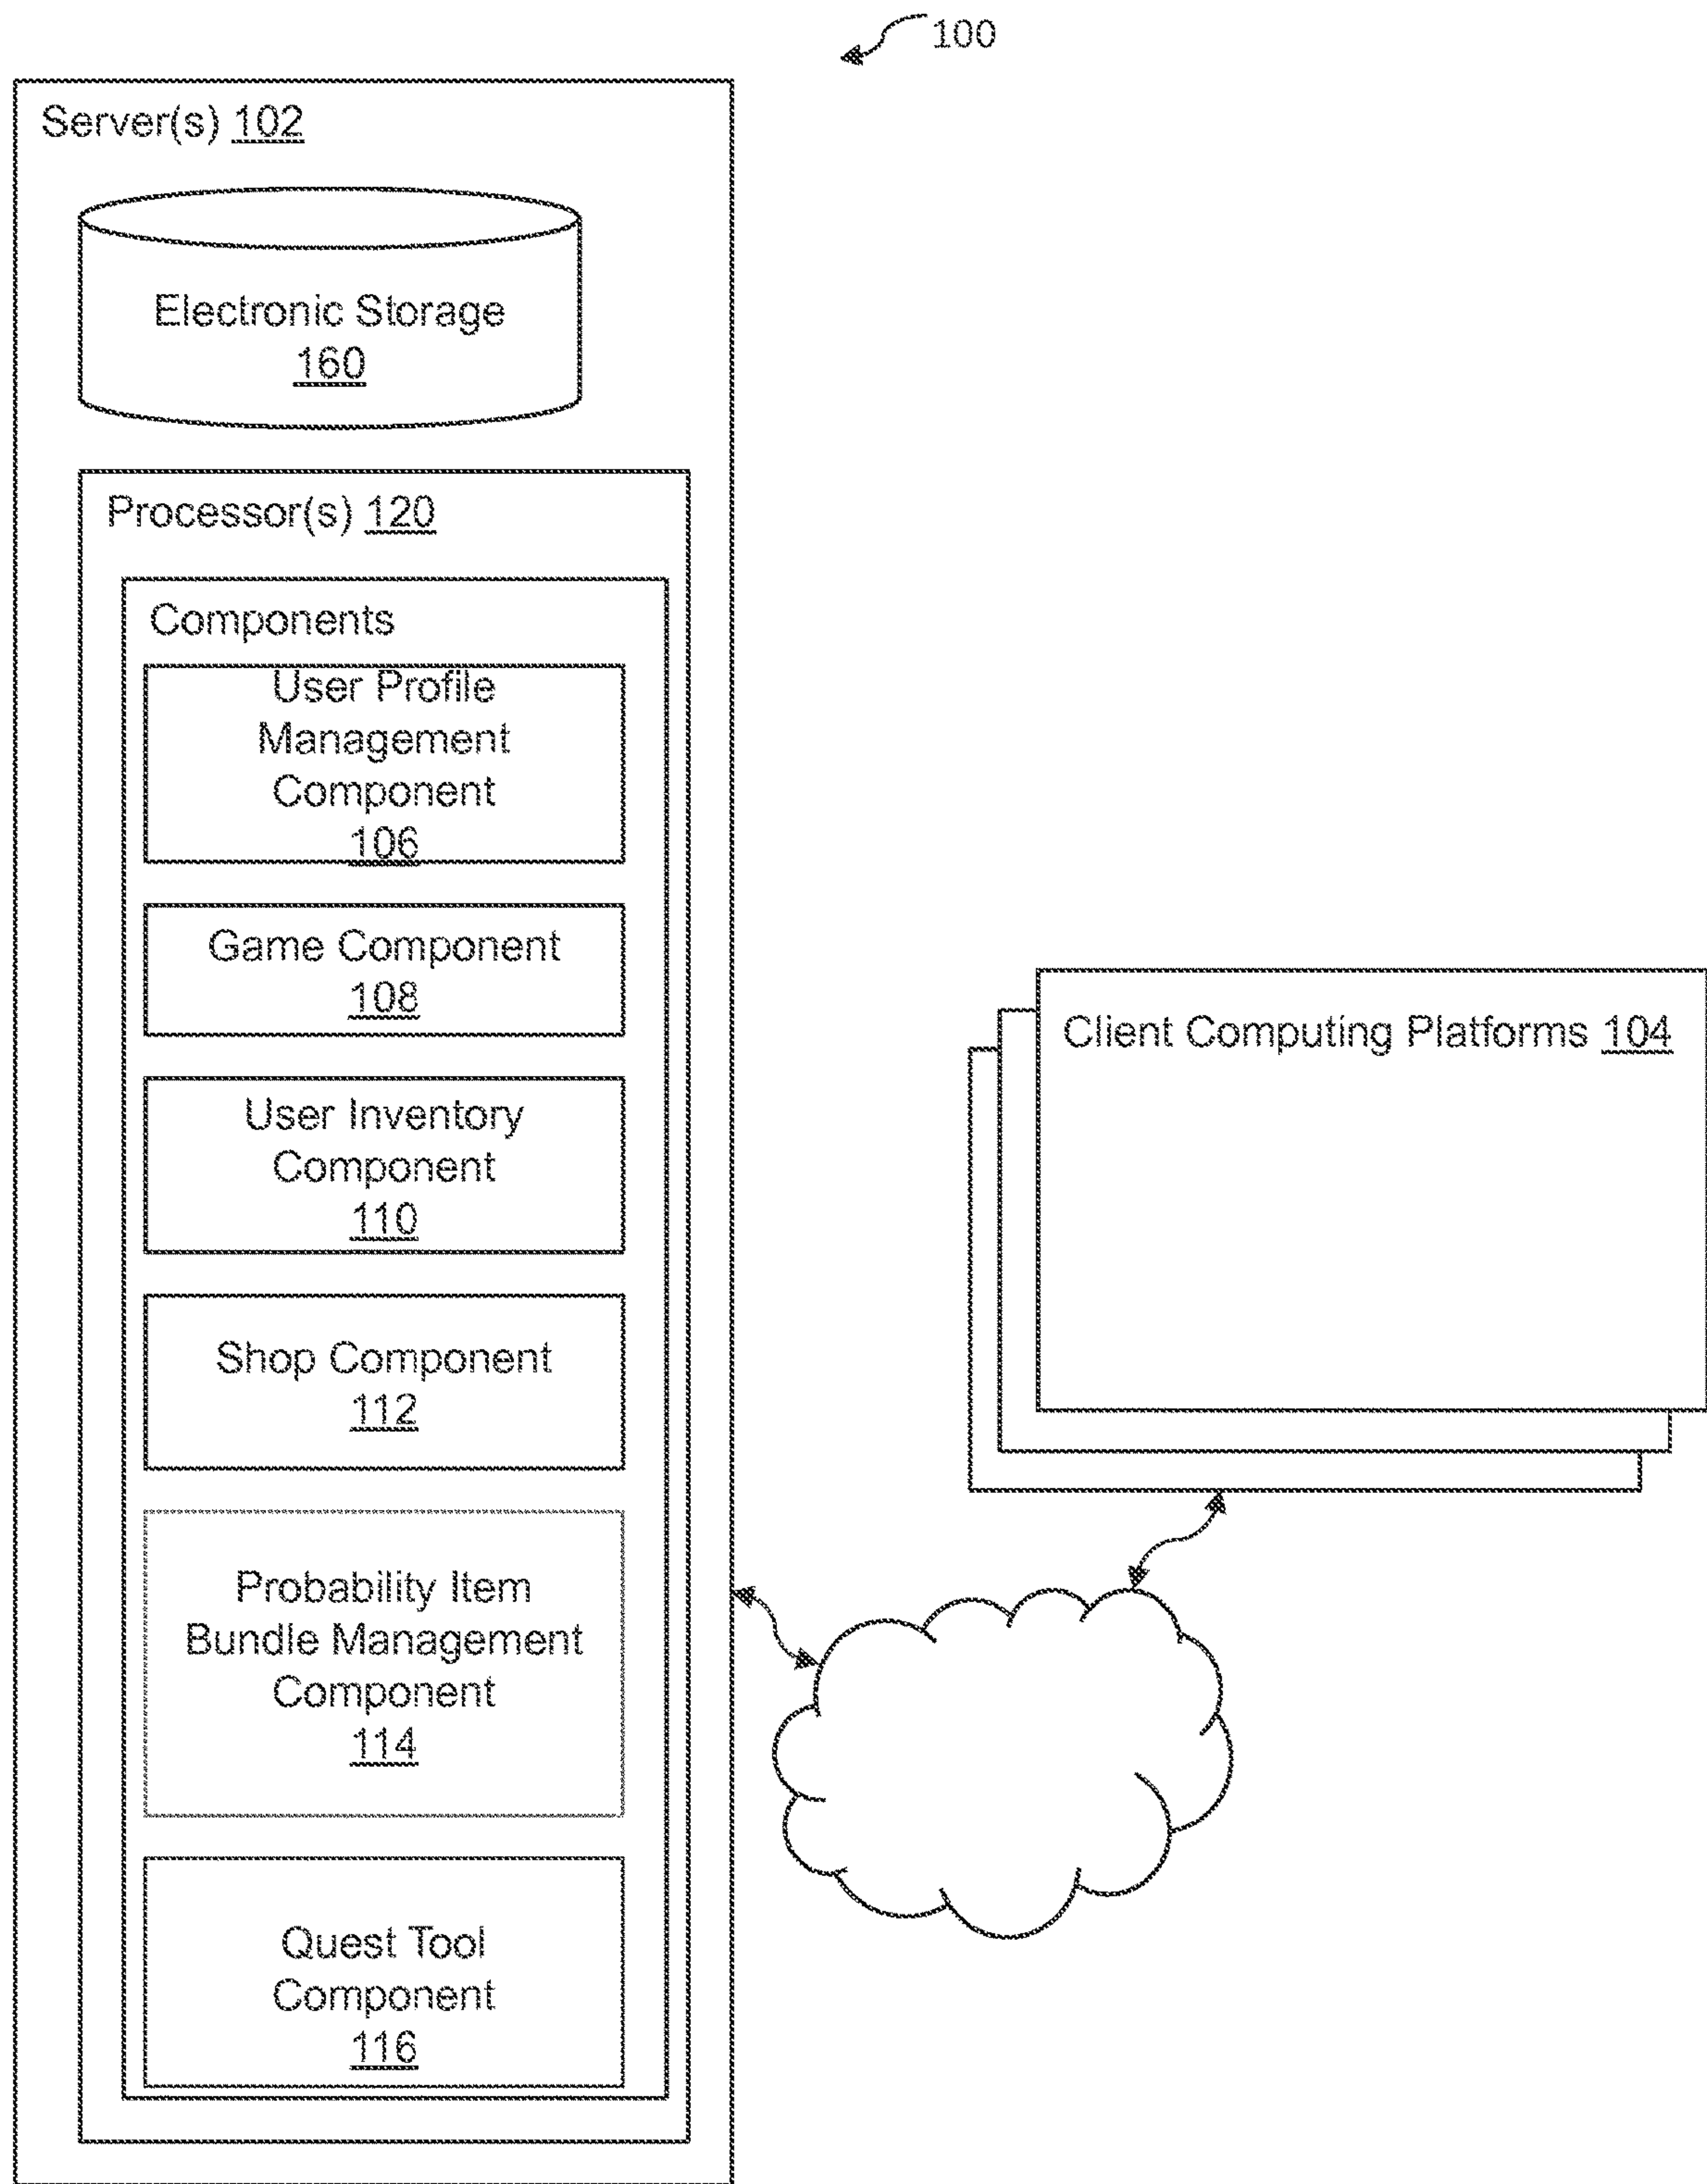 100
Server(s) 102
Electronic Storage
160
Processor(s) 120
Components
User Profile
Management
Component
106
Game Component
108
User Inventory
Component
110
Shop Component
112
Probability Item
Bundle Management
Component
114
Quest Tool
Component
116
Client Computing Platforms 104